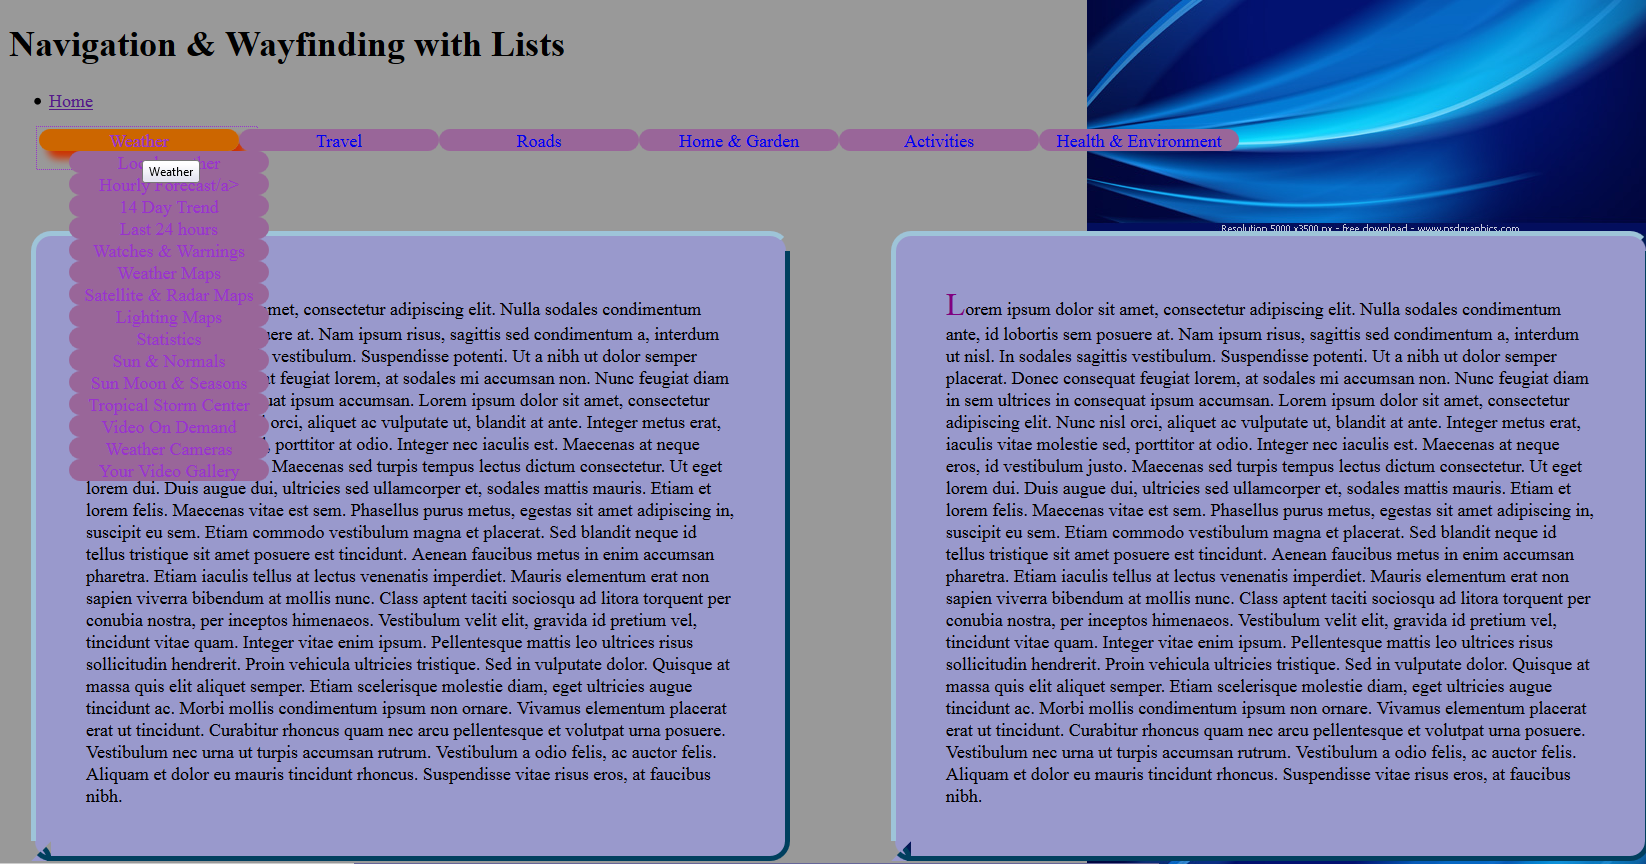 Navigation & Wayfinding with Lists
Home
Weather Travel Roads Home & Garden Activities Health & Environment
Weather
Hourly Forecast/a>
14 Day Trend
Last 24 hours
Watches & Warnings
Weather Maps
Satellite & Radar Maps
Lighting Maps
Statistics
Sun & Normals
Sun Moon & Seasons
Tropical Storm Center
Video On Demand
Weather Cameras
Your Video Gallery
Resolution 5000 x3500 px - free download - www.psdgraphics.com
amet, consectetur adipiscing elit. Nulla sodales condimentum
at. Nam ipsum risus, sagittis sed condimentum a, interdum
vestibulum. Suspendisse potenti. Ut a nibh ut dolor semper
feugiat lorem, at sodales mi accumsan non. Nunc feugiat diam
ipsum accumsan. Lorem ipsum dolor sit amet, consectetur
orci, aliquet ac vulputate ut, blandit at ante. Integer metus erat,
porttitor at odio. Integer nec iaculis est. Maecenas at neque
Maecenas sed turpis tempus lectus dictum consectetur. Ut eget
lorem dui. Duis augue dui, ultricies sed ullamcorper et, sodales mattis mauris. Etiam et
lorem felis. Maecenas vitae est sem. Phasellus purus metus, egestas sit amet adipiscing in,
suscipit eu sem. Etiam commodo vestibulum magna et placerat. Sed blandit neque id
tellus tristique sit amet posuere est tincidunt. Aenean faucibus metus in enim accumsan
pharetra. Etiam iaculis tellus at lectus venenatis imperdiet. Mauris elementum erat non
sapien viverra bibendum at mollis nunc. Class aptent taciti sociosqu ad litora torquent per
conubia nostra, per inceptos himenaeos. Vestibulum velit elit, gravida id pretium vel,
tincidunt vitae quam. Integer vitae enim ipsum. Pellentesque mattis leo ultrices risus
sollicitudin hendrerit. Proin vehicula ultricies tristique. Sed in vulputate dolor. Quisque at
massa quis elit aliquet semper. Etiam scelerisque molestie diam, eget ultricies augue
tincidunt ac. Morbi mollis condimentum ipsum non ornare. Vivamus elementum placerat
erat ut tincidunt. Curabitur rhoncus quam nec arcu pellentesque et volutpat urna posuere.
Vestibulum nec urna ut turpis accumsan rutrum. Vestibulum a odio felis, ac auctor felis.
Aliquam et dolor eu mauris tincidunt rhoncus. Suspendisse vitae risus eros, at faucibus
nibh.
Lorem ipsum dolor sit amet, consectetur adipiscing elit. Nulla sodales condimentum
ante, id lobortis sem posuere at. Nam ipsum risus, sagittis sed condimentum a, interdum
ut nisl. In sodales sagittis vestibulum. Suspendisse potenti. Ut a nibh ut dolor semper
placerat. Donec consequat feugiat lorem, at sodales mi accumsan non. Nunc feugiat diam
in sem ultrices in consequat ipsum accumsan. Lorem ipsum dolor sit amet, consectetur
adipiscing elit. Nunc nisl orci, aliquet ac vulputate ut, blandit at ante. Integer metus erat,
iaculis vitae molestie sed, porttitor at odio. Integer nec iaculis est. Maecenas at neque
eros, id vestibulum justo. Maecenas sed turpis tempus lectus dictum consectetur. Ut eget
lorem dui. Duis augue dui, ultricies sed ullamcorper et, sodales mattis mauris. Etiam et
lorem felis. Maecenas vitae est sem. Phasellus purus metus, egestas sit amet adipiscing in,
suscipit eu sem. Etiam commodo vestibulum magna et placerat. Sed blandit neque id
tellus tristique sit amet posuere est tincidunt. Aenean faucibus metus in enim accumsan
pharetra. Etiam iaculis tellus at lectus venenatis imperdiet. Mauris elementum erat non
sapien viverra bibendum at mollis nunc. Class aptent taciti sociosqu ad litora torquent per
conubia nostra, per inceptos himenaeos. Vestibulum velit elit, gravida id pretium vel,
tincidunt vitae quam. Integer vitae enim ipsum. Pellentesque mattis leo ultrices risus
sollicitudin hendrerit. Proin vehicula ultricies tristique. Sed in vulputate dolor. Quisque at
massa quis elit aliquet semper. Etiam scelerisque molestie diam, eget ultricies augue
tincidunt ac. Morbi mollis condimentum ipsum non ornare. Vivamus elementum placerat
erat ut tincidunt. Curabitur rhoncus quam nec arcu pellentesque et volutpat urna posuere.
Vestibulum nec urna ut turpis accumsan rutrum. Vestibulum a odio felis, ac auctor felis.
Aliquam et dolor eu mauris tincidunt rhoncus. Suspendisse vitae risus eros, at faucibus
nibh.